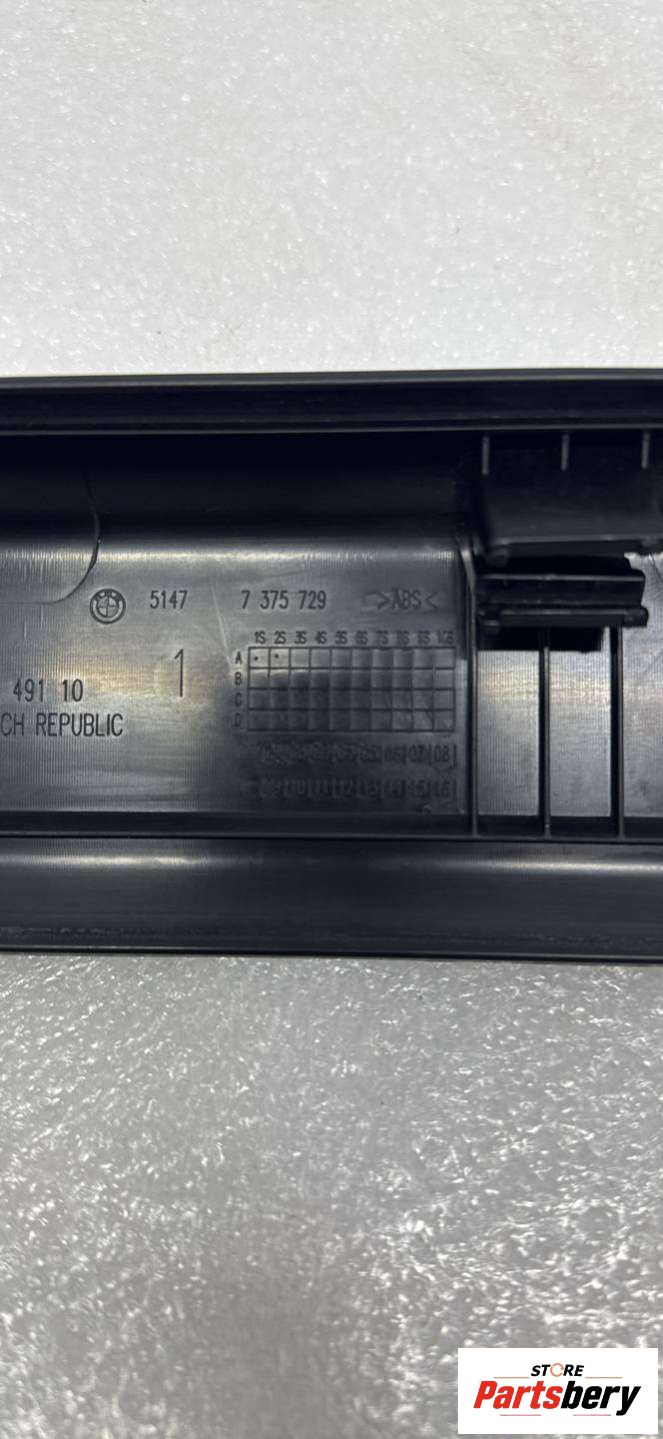 5147 7 375 729 >ABS<
1S 2S 3S 4S 5S 6S 7S 8S 9S 10S
A
B
C
D
1
491 10
CH REPUBLIC
06 07 08
10 11 12 13 14 15 16
STORE
Partsbery